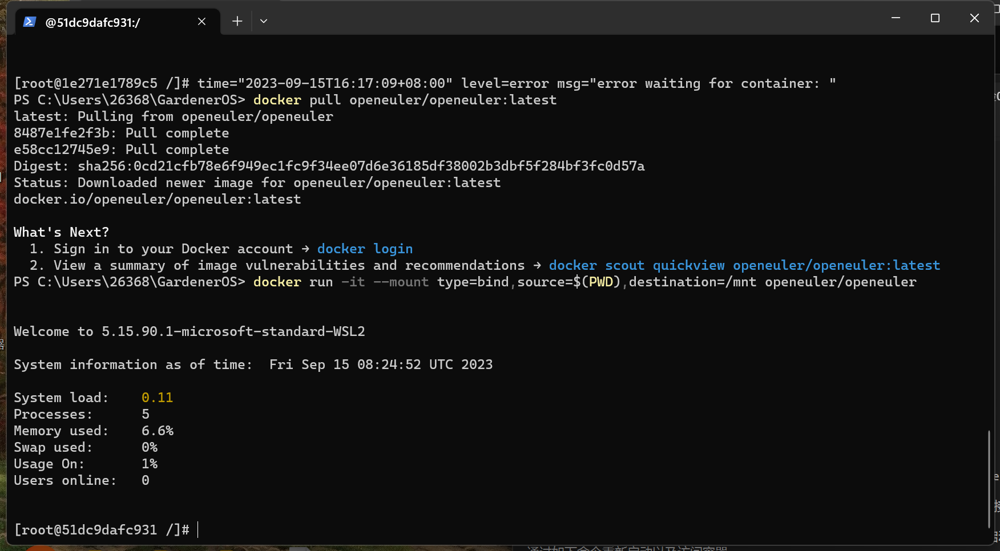 @51dc9dafc931:/
[root@1e271e1789c5 /]# time="2023-09-15T16:17:09+08:00" level=error msg="error waiting for container: "
PS C:\Users\26368\GardenerOS> docker pull openeuler/openeuler:latest
latest: Pulling from openeuler/openeuler
8487e1fe2f3b: Pull complete
e58cc12745e9: Pull complete
Digest: sha256:0cd21cfb78e6f949ec1fc9f34ee07d6e36185df38002b3dbf5f284bf3fc0d57a
Status: Downloaded newer image for openeuler/openeuler:latest
docker.io/openeuler/openeuler:latest
What's Next?
1. Sign in to your Docker account → docker login
2. View a summary of image vulnerabilities and recommendations → docker scout quickview openeuler/openeuler:latest
PS C:\Users\26368\GardenerOS> docker run -it --mount type=bind,source=$(PWD),destination=/mnt openeuler/openeuler
Welcome to 5.15.90.1-microsoft-standard-WSL2
System information as of time:  Fri Sep 15 08:24:52 UTC 2023
System load:    0.11
Processes:      5
Memory used:    6.6%
Swap used:      0%
Usage On:       1%
Users online:   0
[root@51dc9dafc931 /]#